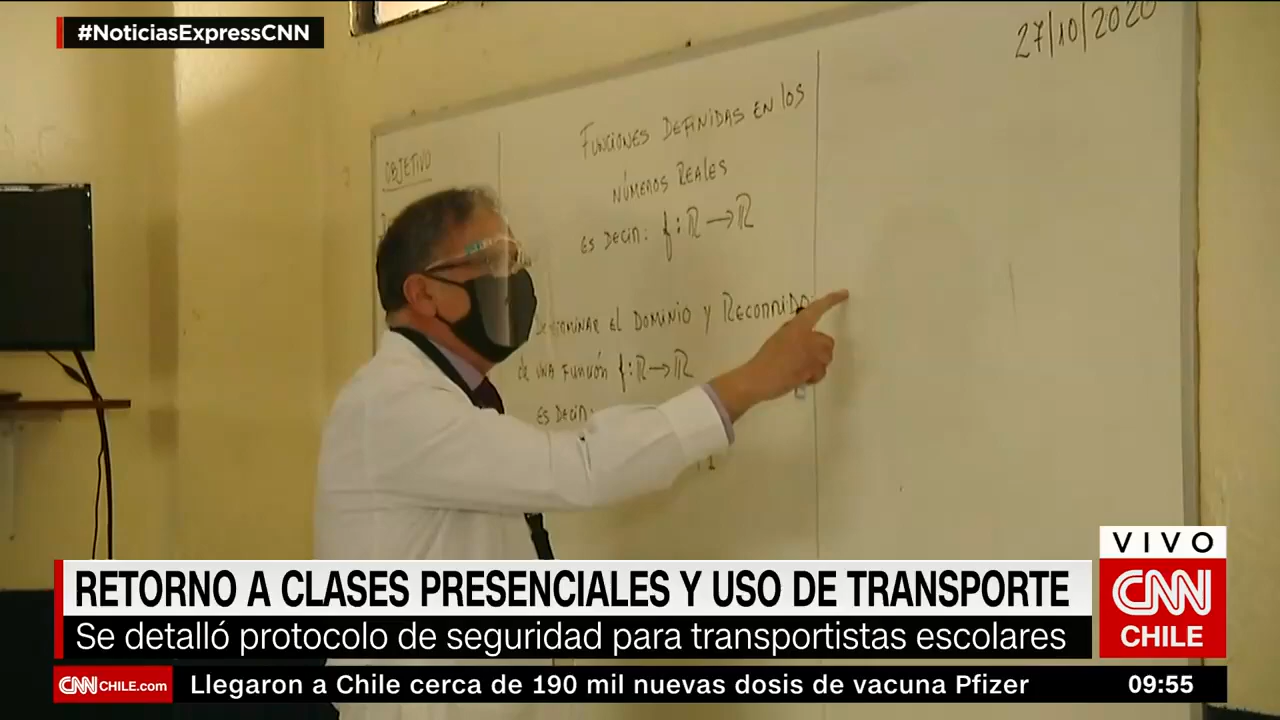 #NoticiasExpressCNN
27/10/2020
OBJETIVO
FUNCIONES DEFINIDAS EN LOS
NÚMEROS REALES
ES DECIR: f: ℝ → ℝ
DETERMINAR EL DOMINIO Y RECORRIDO
DE UNA FUNCIÓN f: ℝ → ℝ
ES DECIR:
VIVO
CNN
CHILE
RETORNO A CLASES PRESENCIALES Y USO DE TRANSPORTE
Se detalló protocolo de seguridad para transportistas escolares
CNNCHILE.com
Llegaron a Chile cerca de 190 mil nuevas dosis de vacuna Pfizer
09:55